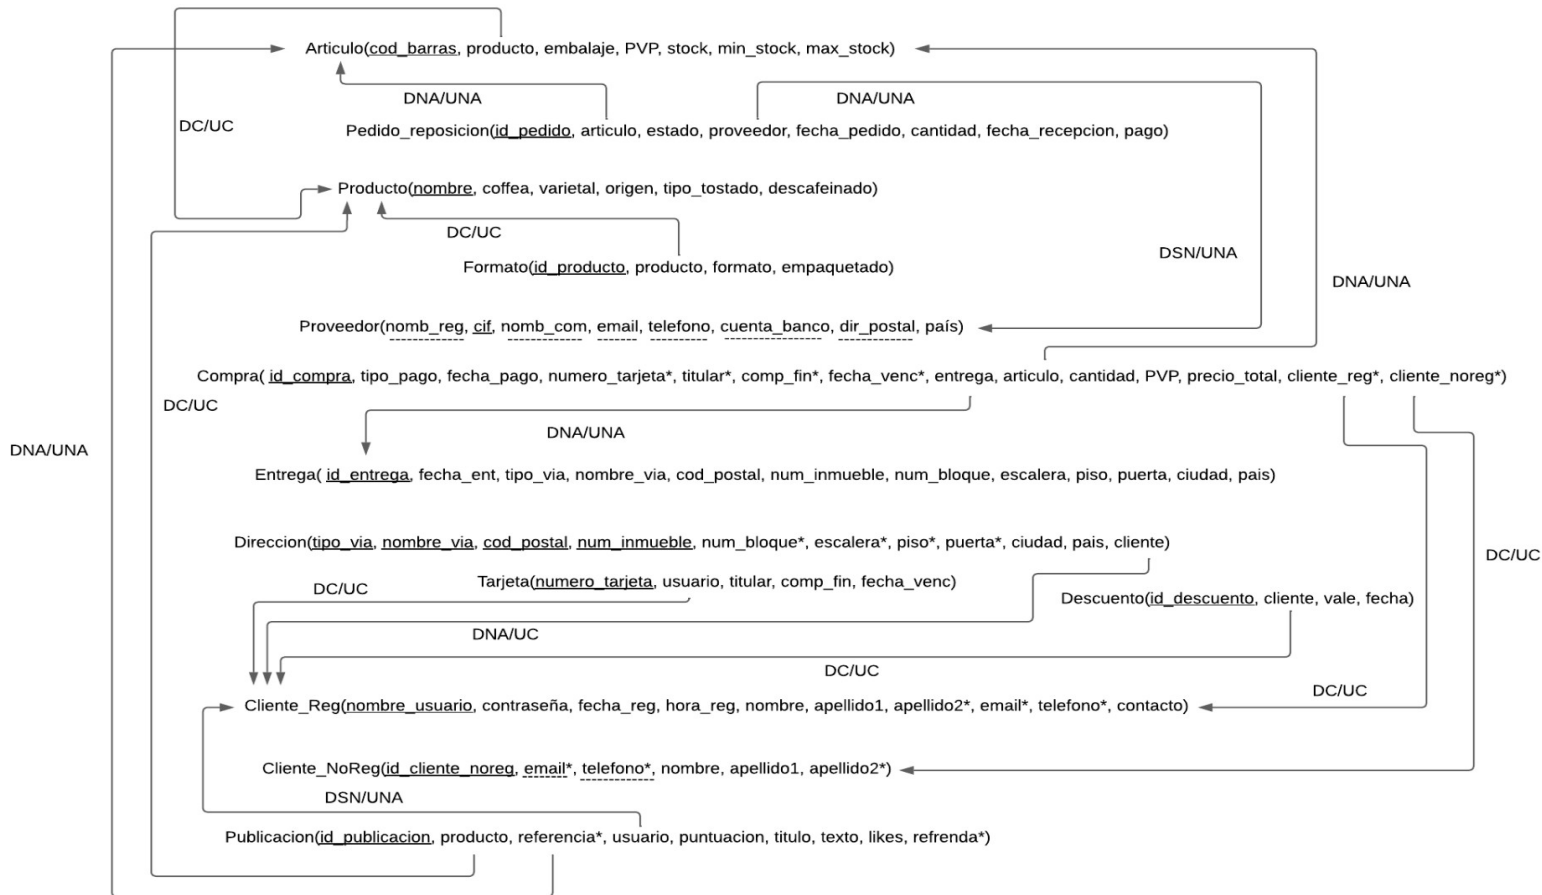 Articulo(cod_barras, producto, embalaje, PVP, stock, min_stock, max_stock)
DNA/UNA
DNA/UNA
DC/UC
Pedido_reposicion(id_pedido, articulo, estado, proveedor, fecha_pedido, cantidad, fecha_recepcion, pago)
Producto(nombre, coffea, varietal, origen, tipo_tostado, descafeinado)
DC/UC
DSN/UNA
Formato(id_producto, producto, formato, empaquetado)
DNA/UNA
Proveedor(nomb_reg, cif, nomb_com, email, telefono, cuenta_banco, dir_postal, país)
Compra( id_compra, tipo_pago, fecha_pago, numero_tarjeta*, titular*, comp_fin*, fecha_venc*, entrega, articulo, cantidad, PVP, precio_total, cliente_reg*, cliente_noreg*)
DC/UC
DNA/UNA
DNA/UNA
Entrega( id_entrega, fecha_ent, tipo_via, nombre_via, cod_postal, num_inmueble, num_bloque, escalera, piso, puerta, ciudad, pais)
Direccion(tipo_via, nombre_via, cod_postal, num_inmueble, num_bloque*, escalera*, piso*, puerta*, ciudad, pais, cliente)
DC/UC
Tarjeta(numero_tarjeta, usuario, titular, comp_fin, fecha_venc)
DC/UC
Descuento(id_descuento, cliente, vale, fecha)
DNA/UC
DC/UC
DC/UC
Cliente_Reg(nombre_usuario, contraseña, fecha_reg, hora_reg, nombre, apellido1, apellido2*, email*, telefono*, contacto)
Cliente_NoReg(id_cliente_noreg, email*, telefono*, nombre, apellido1, apellido2*)
DSN/UNA
Publicacion(id_publicacion, producto, referencia*, usuario, puntuacion, titulo, texto, likes, refrenda*)